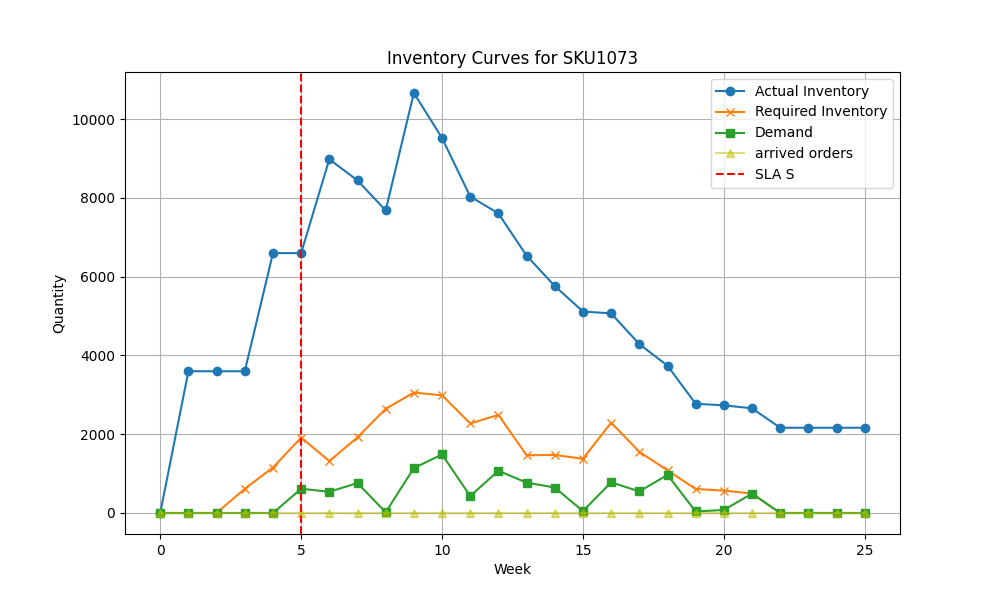 Inventory Curves for SKU1073
Actual Inventory
Required Inventory
Demand
arrived orders
SLA S
Quantity
10000
8000
6000
4000
2000
0
0 5 10 15 20 25
Week